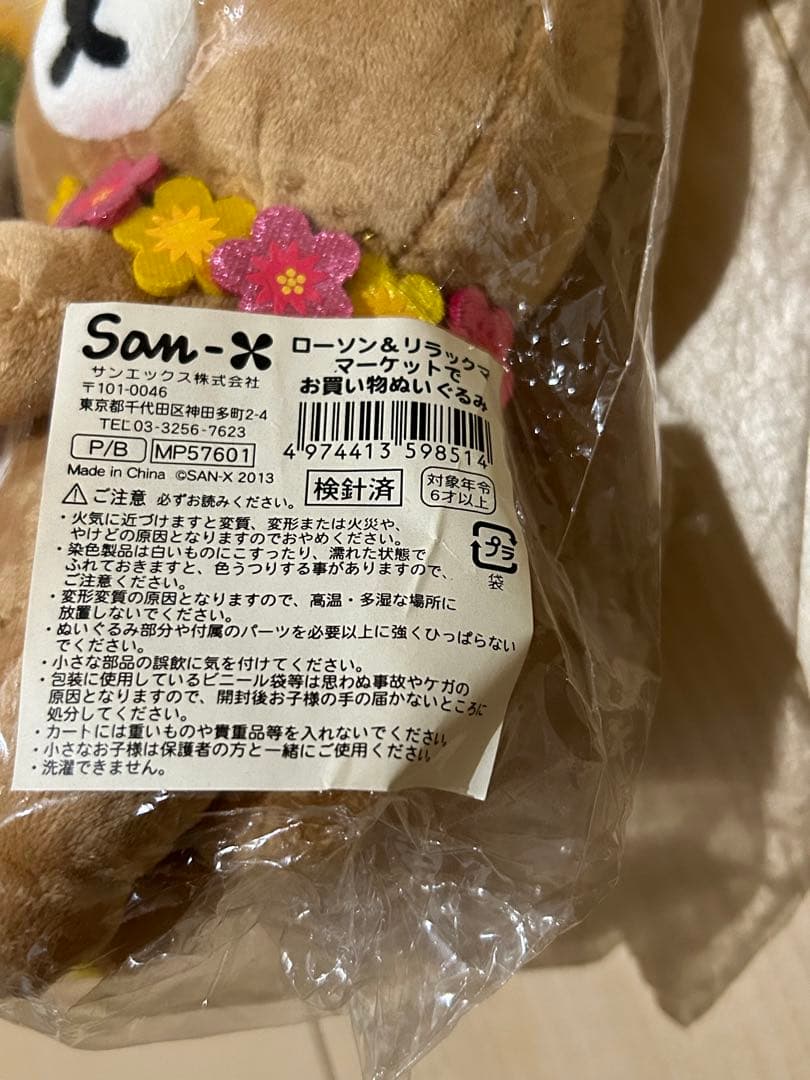 San-X
サンエックス株式会社
〒101-0046
東京都千代田区神田多町2-4
TEL 03-3256-7623
P/B MP57601
Made in China ©SAN-X 2013
ローソン＆リラックマ
マーケットで
お買い物ぬいぐるみ
4 974413 598514
検針済
対象年令
6才以上
⚠ご注意 必ずお読みください。
・火気に近づけますと変質、変形または火災や、
やけどの原因となりますのでおやめください。
・染色製品は白いものにこすったり、濡れた状態で
ふれておきますと、色うつりする事がありますので、
ご注意ください。
・変形変質の原因となりますので、高温・多湿な場所に
放置しないでください。
・ぬいぐるみ部分や付属のパーツを必要以上に強くひっぱらない
でください。
・小さな部品の誤飲に気を付けてください。
・包装に使用しているビニール袋等は思わぬ事故やケガの
原因となりますので、開封後お子様の手の届かないところに
処分してください。
・カートには重いものや貴重品等を入れないでください。
・小さなお子様は保護者の方と一緒にご使用ください。
・洗濯できません。
プラ
袋